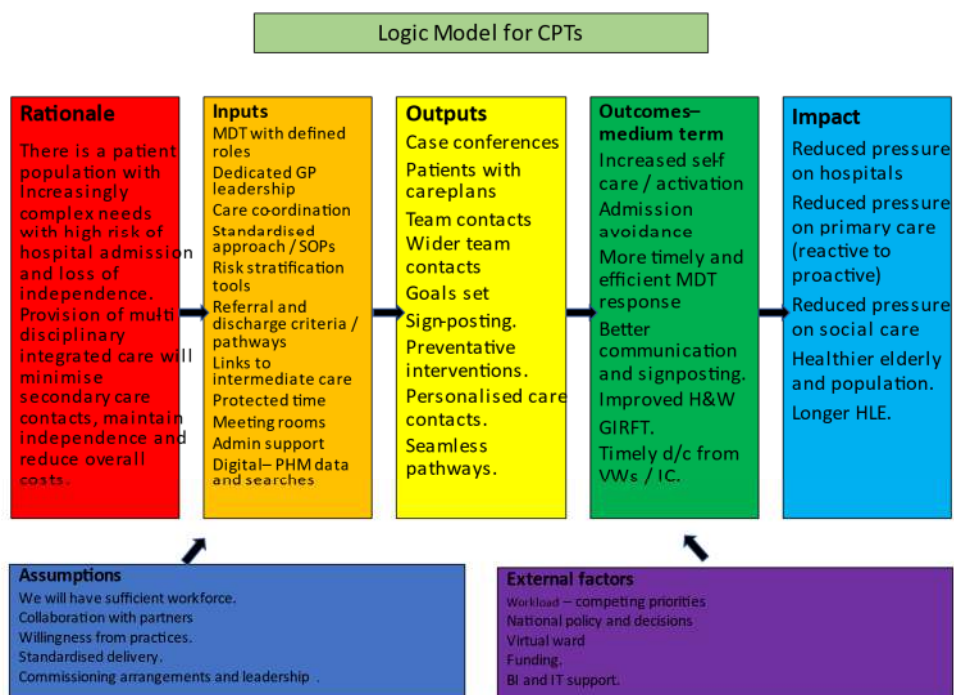 Logic Model for CPTs
Rationale
There is a patient
population with
Increasingly
complex needs
with high risk of
hospital admission
and loss of
independence.
Provision of multi
disciplinary
integrated care will
minimise
secondary care
contacts, maintain
independence and
reduce overall
costs.
Inputs
MDT with defined
roles
Dedicated GP
leadership
Care co-ordination
Standardised
approach / SOPs
Risk stratification
tools
Referral and
discharge criteria /
pathways
Links to
intermediate care
Protected time
Meeting rooms
Admin support
Digital– PHM data
and searches
Outputs
Case conferences
Patients with
care-plans
Team contacts
Wider team
contacts
Goals set
Sign-posting.
Preventative
interventions.
Personalised care
contacts.
Seamless
pathways.
Outcomes–
medium term
Increased self-
care / activation
Admission
avoidance
More timely and
efficient MDT
response
Better
communication
and signposting.
Improved H&W
GIRFT.
Timely d/c from
VWs / IC.
Impact
Reduced pressure
on hospitals
Reduced pressure
on primary care
(reactive to
proactive)
Reduced pressure
on social care
Healthier elderly
and population.
Longer HLE.
Assumptions
We will have sufficient workforce.
Collaboration with partners
Willingness from practices.
Standardised delivery.
Commissioning arrangements and leadership .
External factors
Workload – competing priorities
National policy and decisions
Virtual ward
Funding.
BI and IT support.